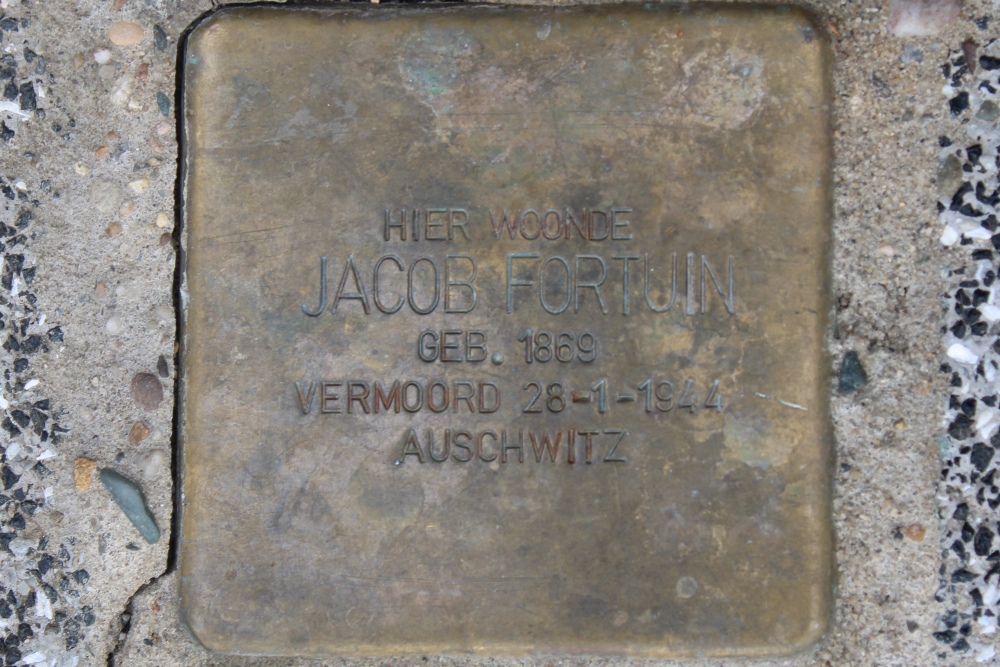 HIER WOONDE
JACOB FORTUIN
GEB. 1869
VERMOORD 28-1-1944
AUSCHWITZ